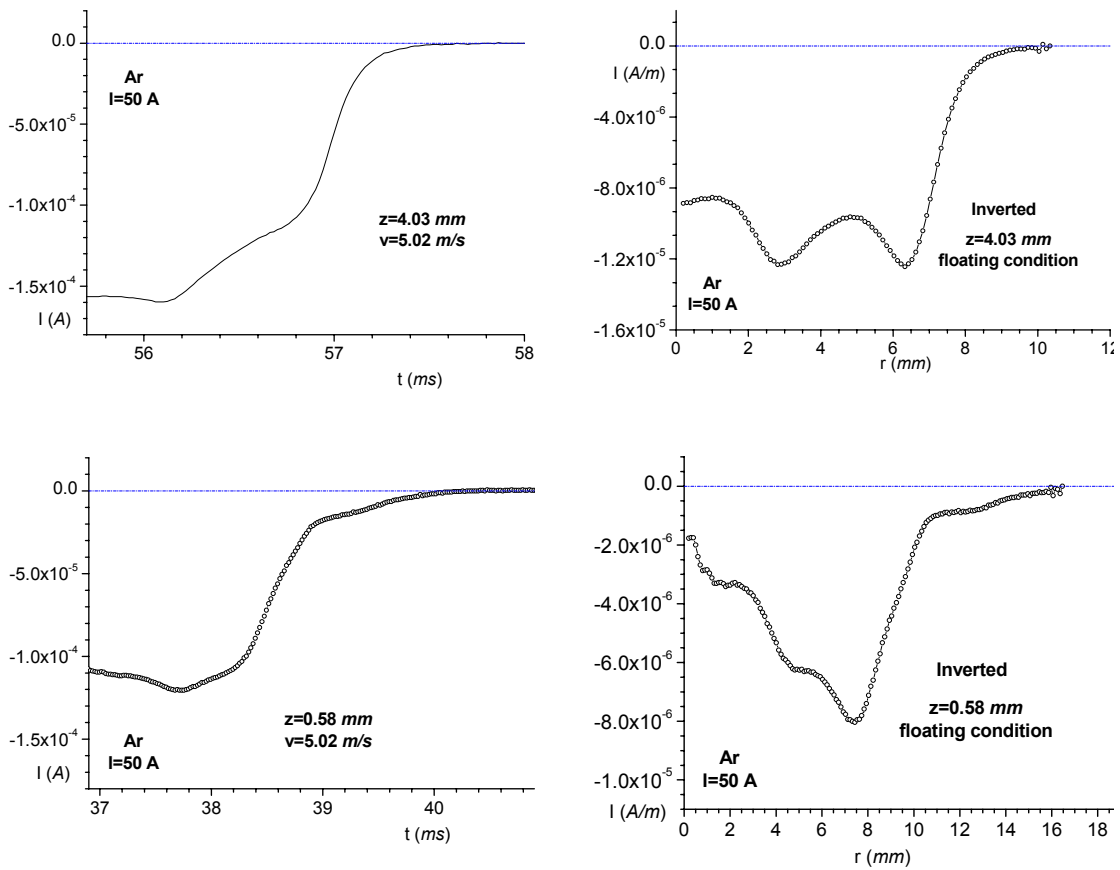 0.0
-5.0x10⁻⁵
-1.0x10⁻⁴
-1.5x10⁻⁴
I (A)
Ar
I=50 A
z=4.03 mm
v=5.02 m/s
56
57
58
t (ms)
0.0
I (A/m)
-4.0x10⁻⁶
-8.0x10⁻⁶
-1.2x10⁻⁵
-1.6x10⁻⁵
Inverted
z=4.03 mm
floating condition
Ar
I=50 A
0
2
4
6
8
10
12
r (mm)
0.0
-5.0x10⁻⁵
-1.0x10⁻⁴
-1.5x10⁻⁴
I (A)
z=0.58 mm
v=5.02 m/s
Ar
I=50 A
37
38
39
40
t (ms)
0.0
-2.0x10⁻⁶
-4.0x10⁻⁶
-6.0x10⁻⁶
-8.0x10⁻⁶
-1.0x10⁻⁵
I (A/m)
Inverted
z=0.58 mm
floating condition
Ar
I=50 A
0
2
4
6
8
10
12
14
16
18
r (mm)